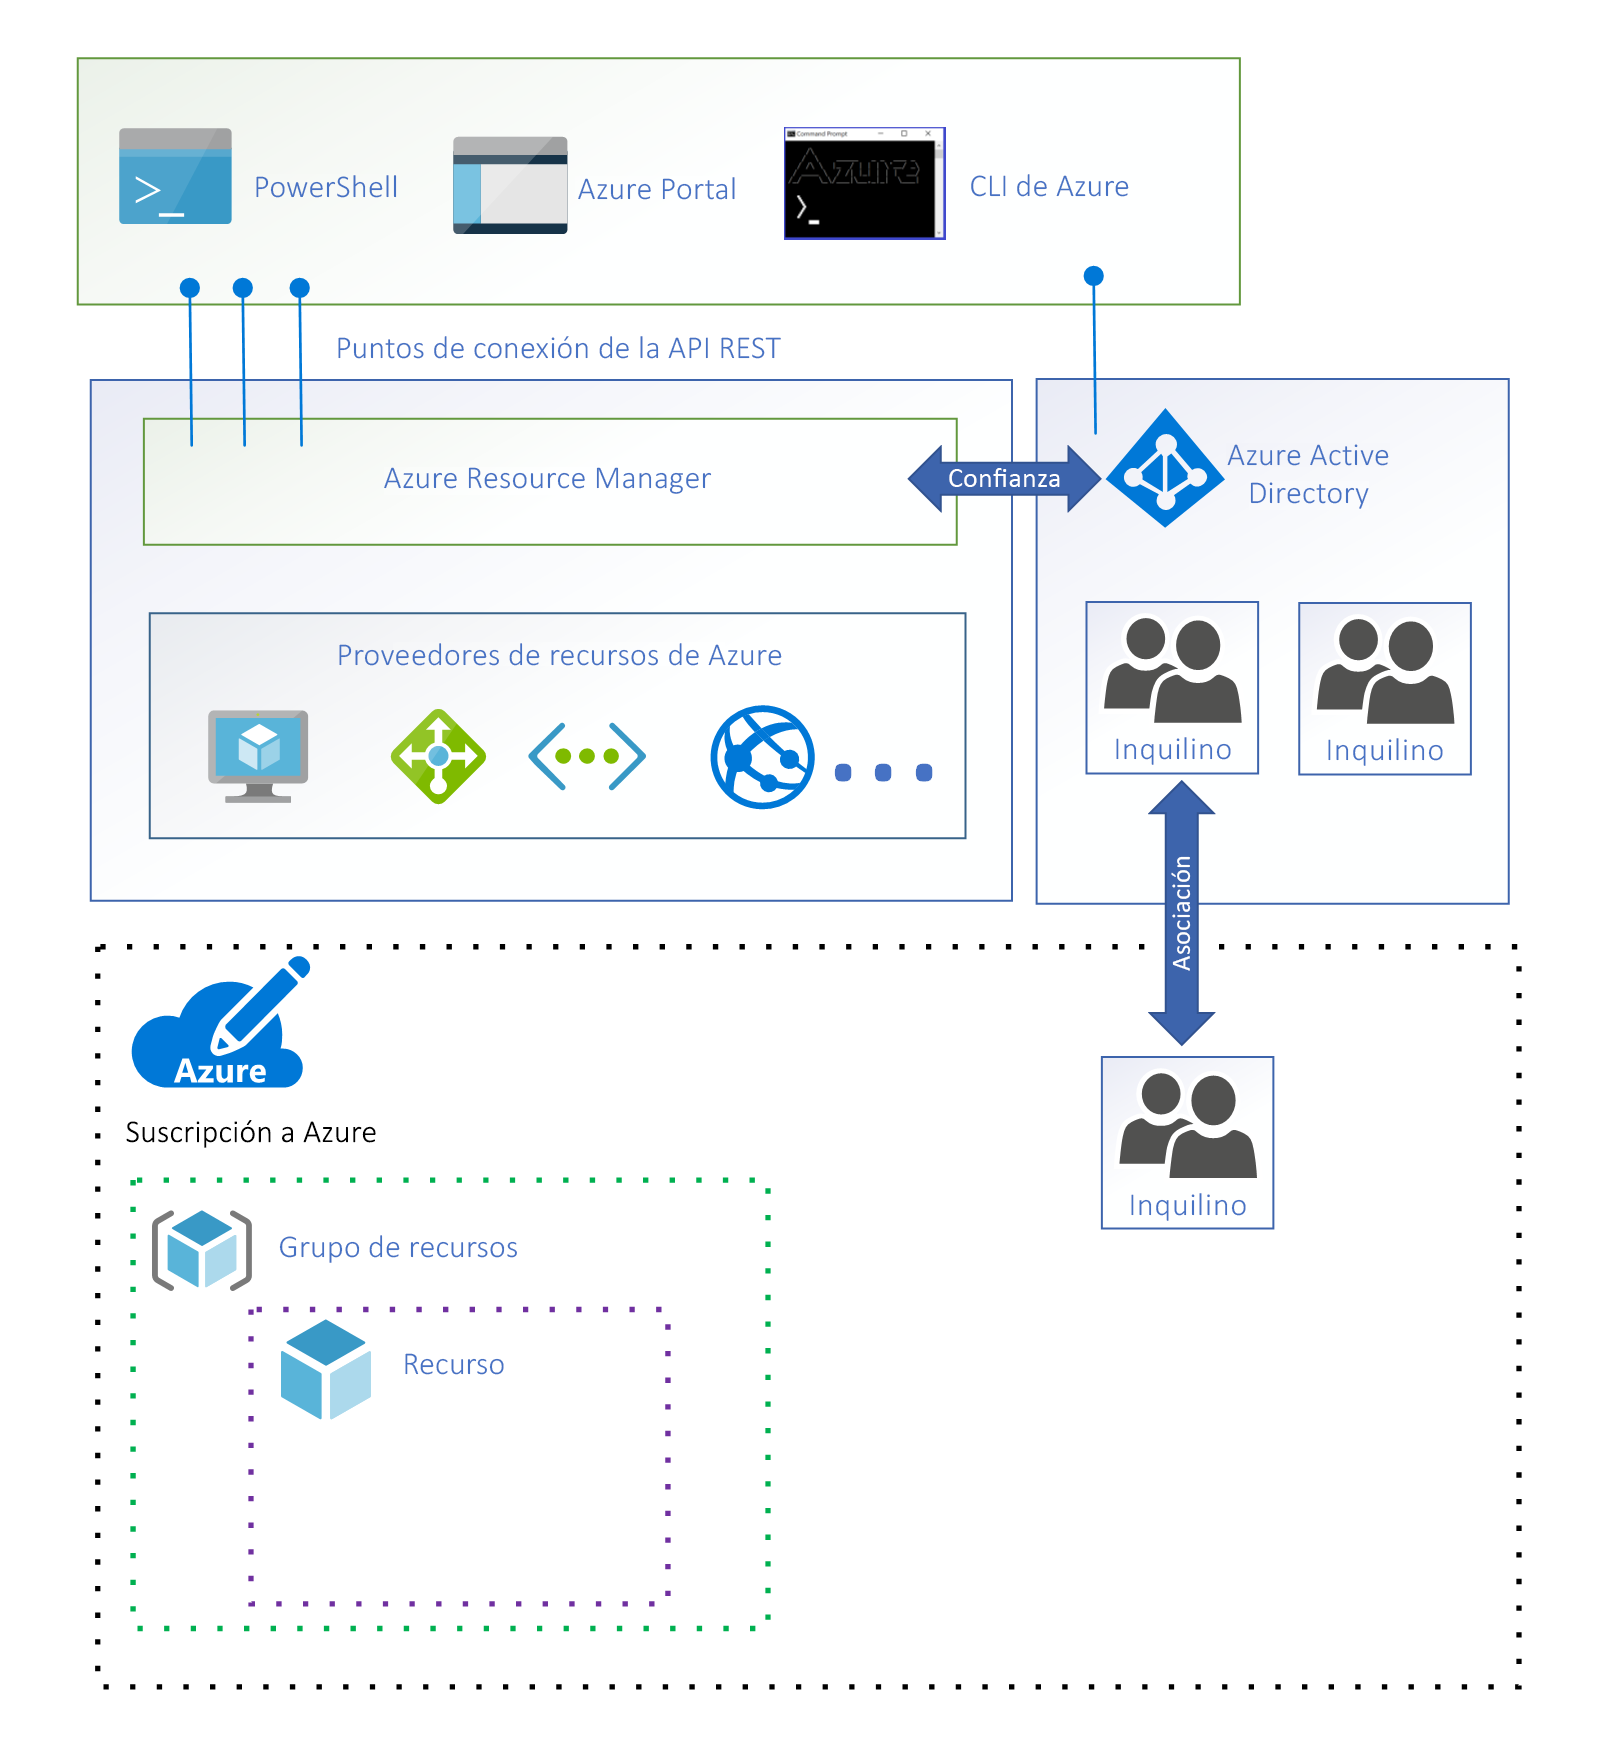 PowerShell
Azure Portal
Command Prompt
Azure
CLI de Azure
Puntos de conexión de la API REST
Azure Resource Manager
Confianza
Azure Active
Directory
Proveedores de recursos de Azure
Inquilino
Inquilino
Asociación
Azure
Suscripción a Azure
Inquilino
Grupo de recursos
Recurso